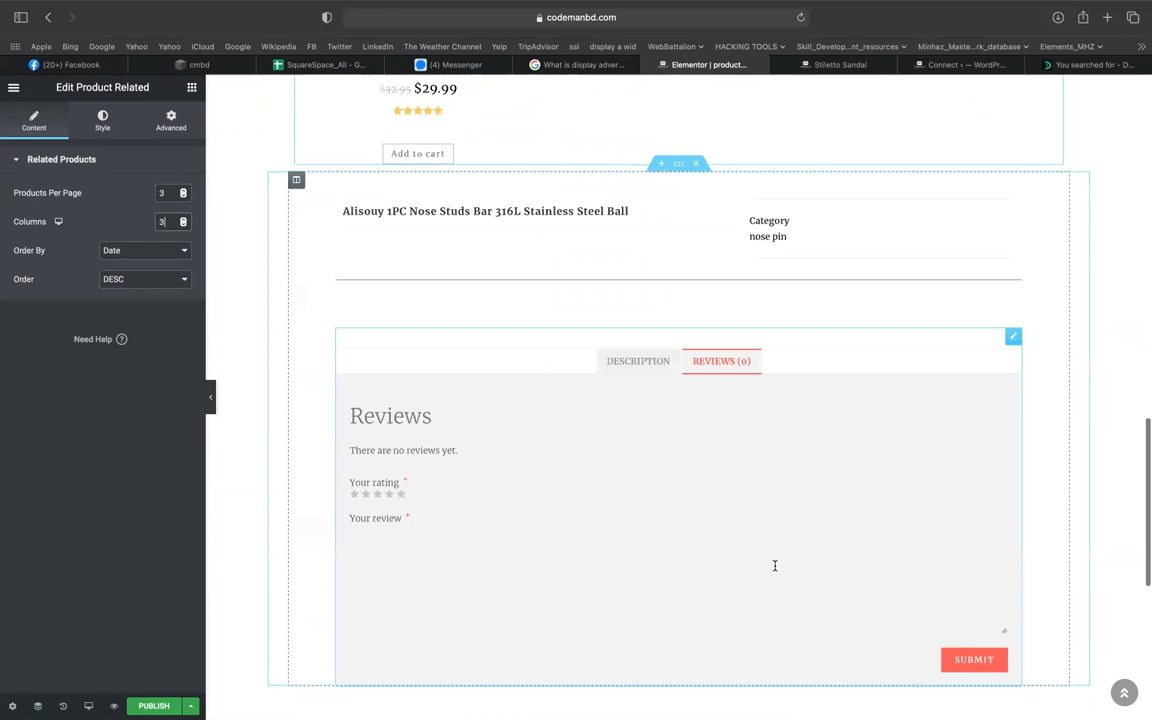 codemanbd.com
Apple Bing Google Yahoo Yahoo iCloud Google Wikipedia FB Twitter LinkedIn The Weather Channel Yelp TripAdvisor ssl display a wid WebBattalion HACKING TOOLS Skill_Develop...nt_resources Minhaz_Maste...rk_database Elements_MHZ
(20+) Facebook cmbd SquareSpace_All - G... (4) Messenger What is display adver... Elementor | product... Stiletto Sandal Connect ‹ — WordPr... You searched for - D...
Edit Product Related
Content Style Advanced
Related Products
Products Per Page 3
Columns 3
Order By Date
Order DESC
Need Help ?
PUBLISH
$32.95 $29.99
Add to cart
Alisouy 1PC Nose Studs Bar 316L Stainless Steel Ball
Category
nose pin
DESCRIPTION REVIEWS (0)
Reviews
There are no reviews yet.
Your rating *
Your review *
SUBMIT